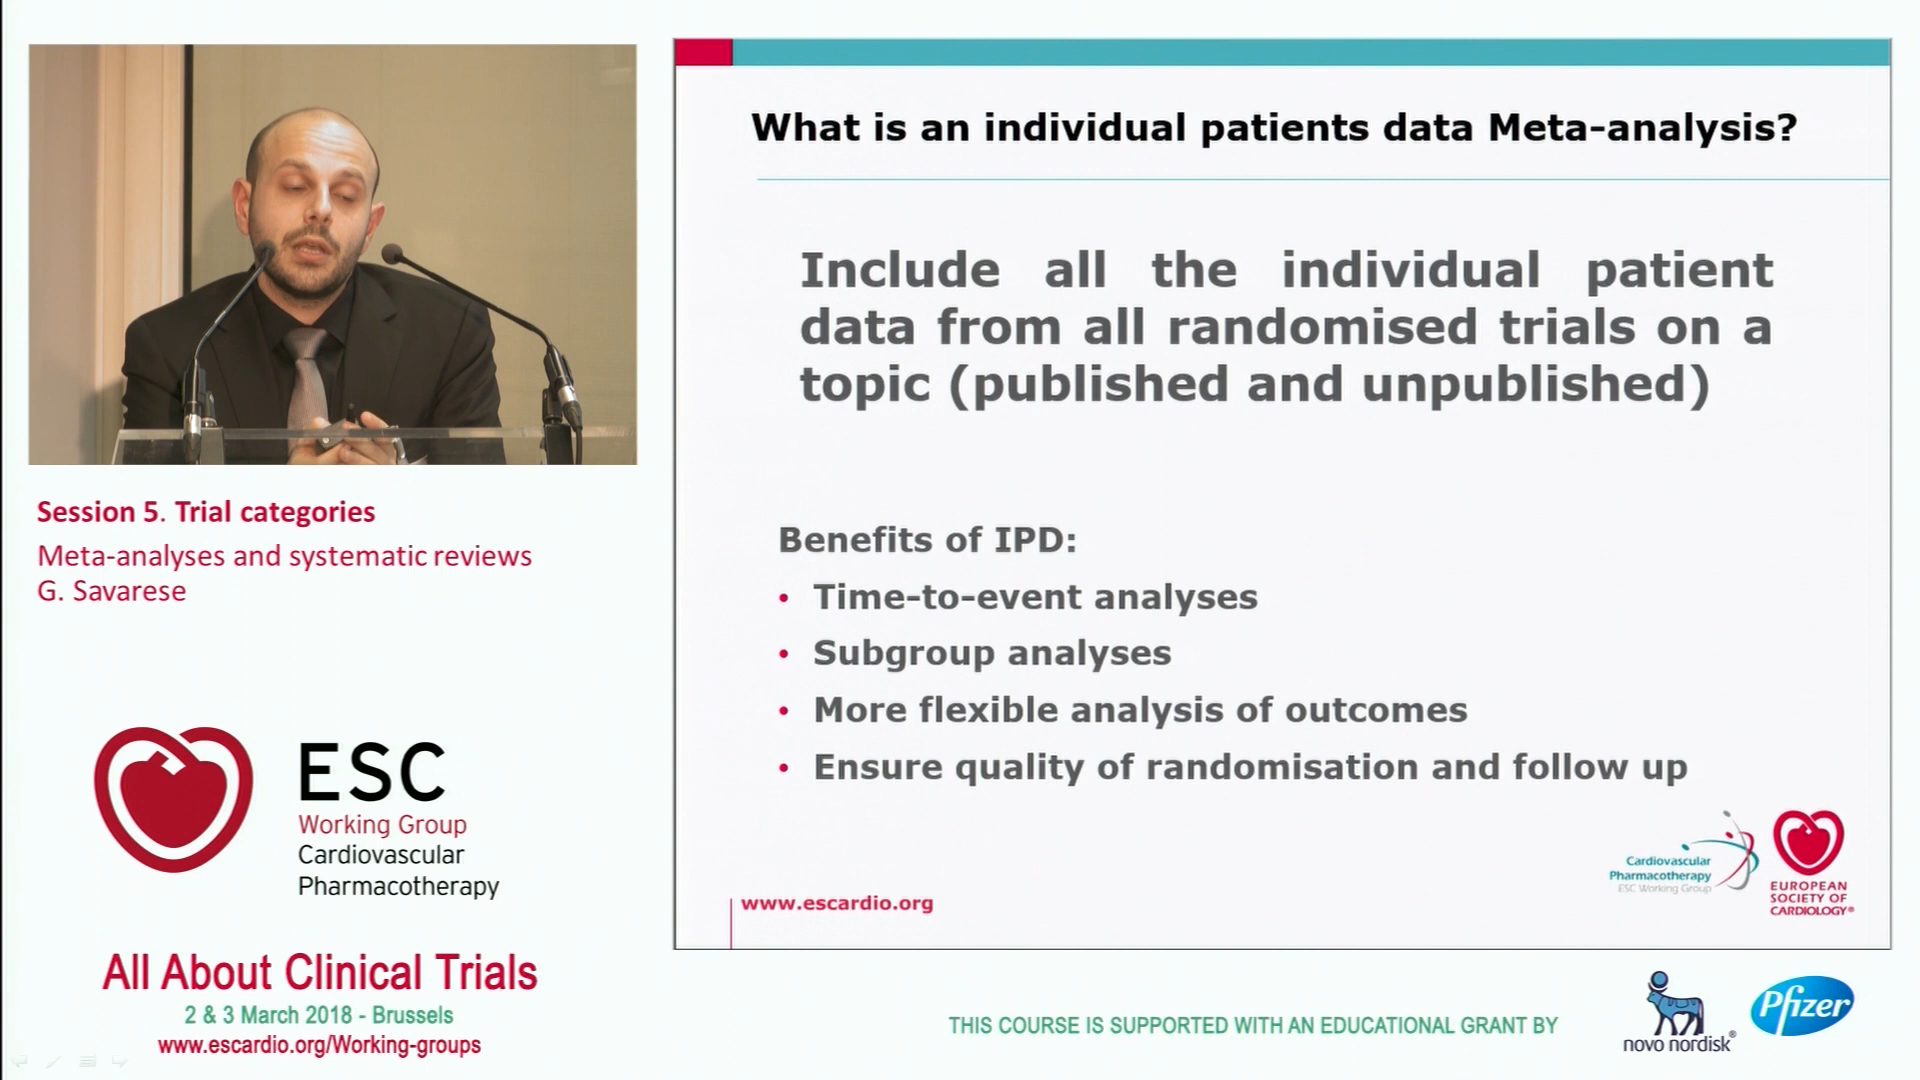 What is an individual patients data Meta-analysis?
Include all the individual patient
data from all randomised trials on a
topic (published and unpublished)
Benefits of IPD:
• Time-to-event analyses
• Subgroup analyses
• More flexible analysis of outcomes
• Ensure quality of randomisation and follow up
Cardiovascular
Pharmacotherapy
ESC Working Group
EUROPEAN
SOCIETY OF
CARDIOLOGY®
www.escardio.org
Session 5. Trial categories
Meta-analyses and systematic reviews
G. Savarese
ESC
Working Group
Cardiovascular
Pharmacotherapy
All About Clinical Trials
2 & 3 March 2018 - Brussels
www.escardio.org/Working-groups
THIS COURSE IS SUPPORTED WITH AN EDUCATIONAL GRANT BY
novo nordisk®
Pfizer